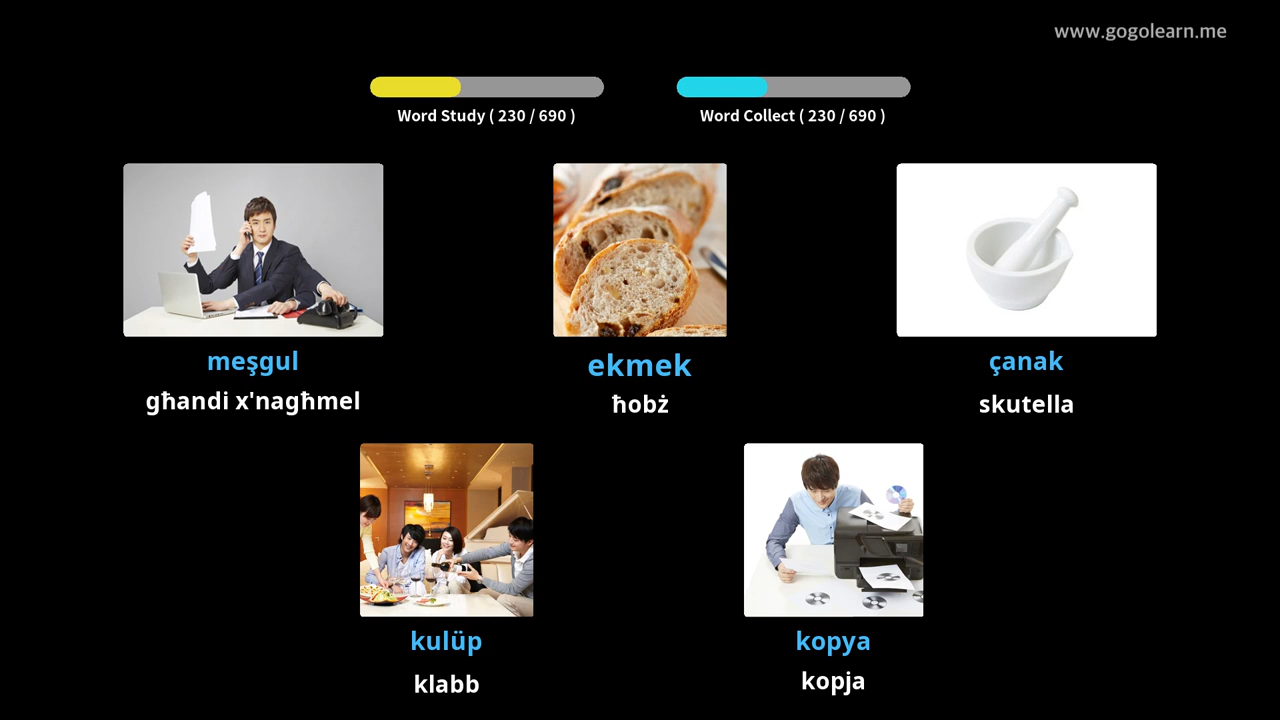 www.gogolearn.me
Word Study ( 230 / 690 )
Word Collect ( 230 / 690 )
meşgul
għandi x'nagħmel
ekmek
ħobż
çanak
skutella
kulüp
klabb
kopya
kopja